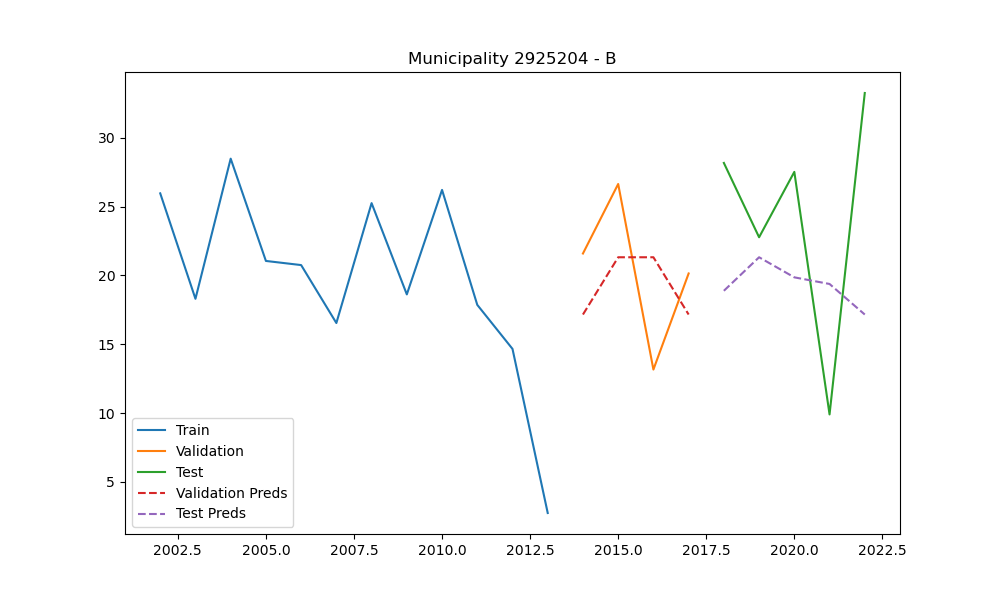 Municipality 2925204 - B
30
25
20
15
10
5
Train
Validation
Test
Validation Preds
Test Preds
2002.5 2005.0 2007.5 2010.0 2012.5 2015.0 2017.5 2020.0 2022.5